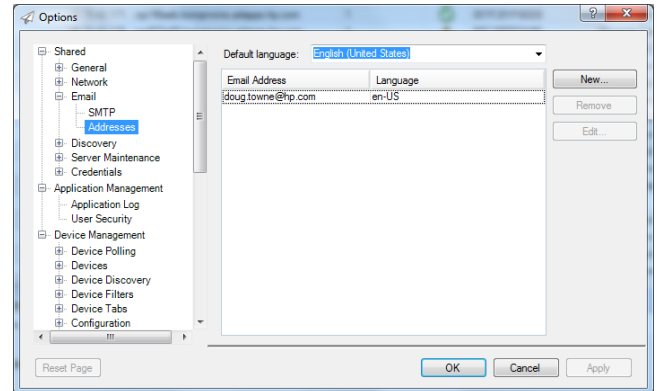 Options
Shared
General
Network
Email
SMTP
Addresses
Discovery
Server Maintenance
Credentials
Application Management
Application Log
User Security
Device Management
Device Polling
Devices
Device Discovery
Device Filters
Device Tabs
Configuration
Default language: English (United States)
Email Address Language
doug.towne@hp.com en-US
New...
Remove
Edit...
Reset Page
OK Cancel Apply